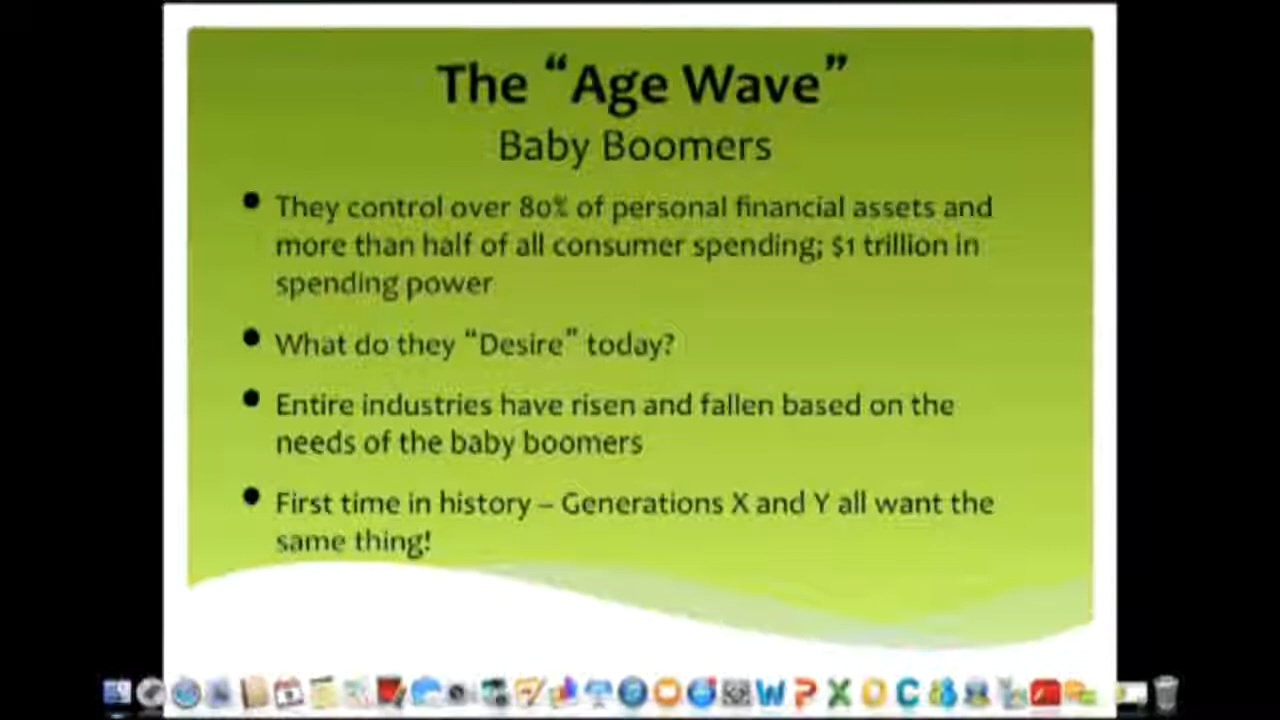 The “Age Wave”
Baby Boomers
• They control over 80% of personal financial assets and
more than half of all consumer spending; $1 trillion in
spending power
• What do they “Desire” today?
• Entire industries have risen and fallen based on the
needs of the baby boomers
• First time in history – Generations X and Y all want the
same thing!